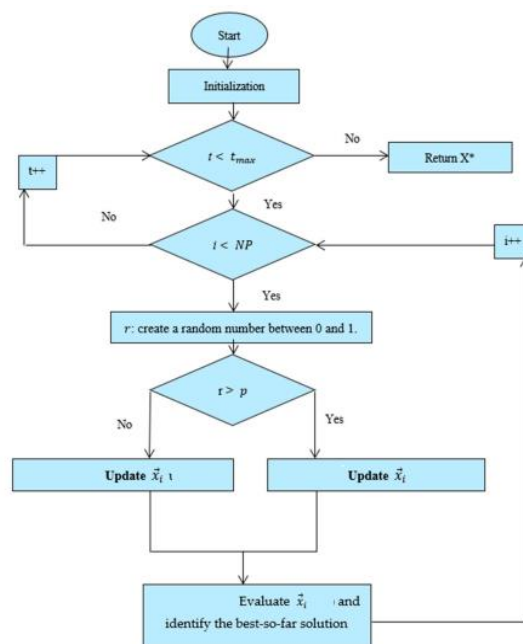 Start
Initialization
t < t_max
No
Return X*
t++
Yes
No
i < NP
i++
Yes
r: create a random number between 0 and 1.
r > p
No
Yes
Update x⃗_i
Update x⃗_i
Evaluate x⃗_i and
identify the best-so-far solution